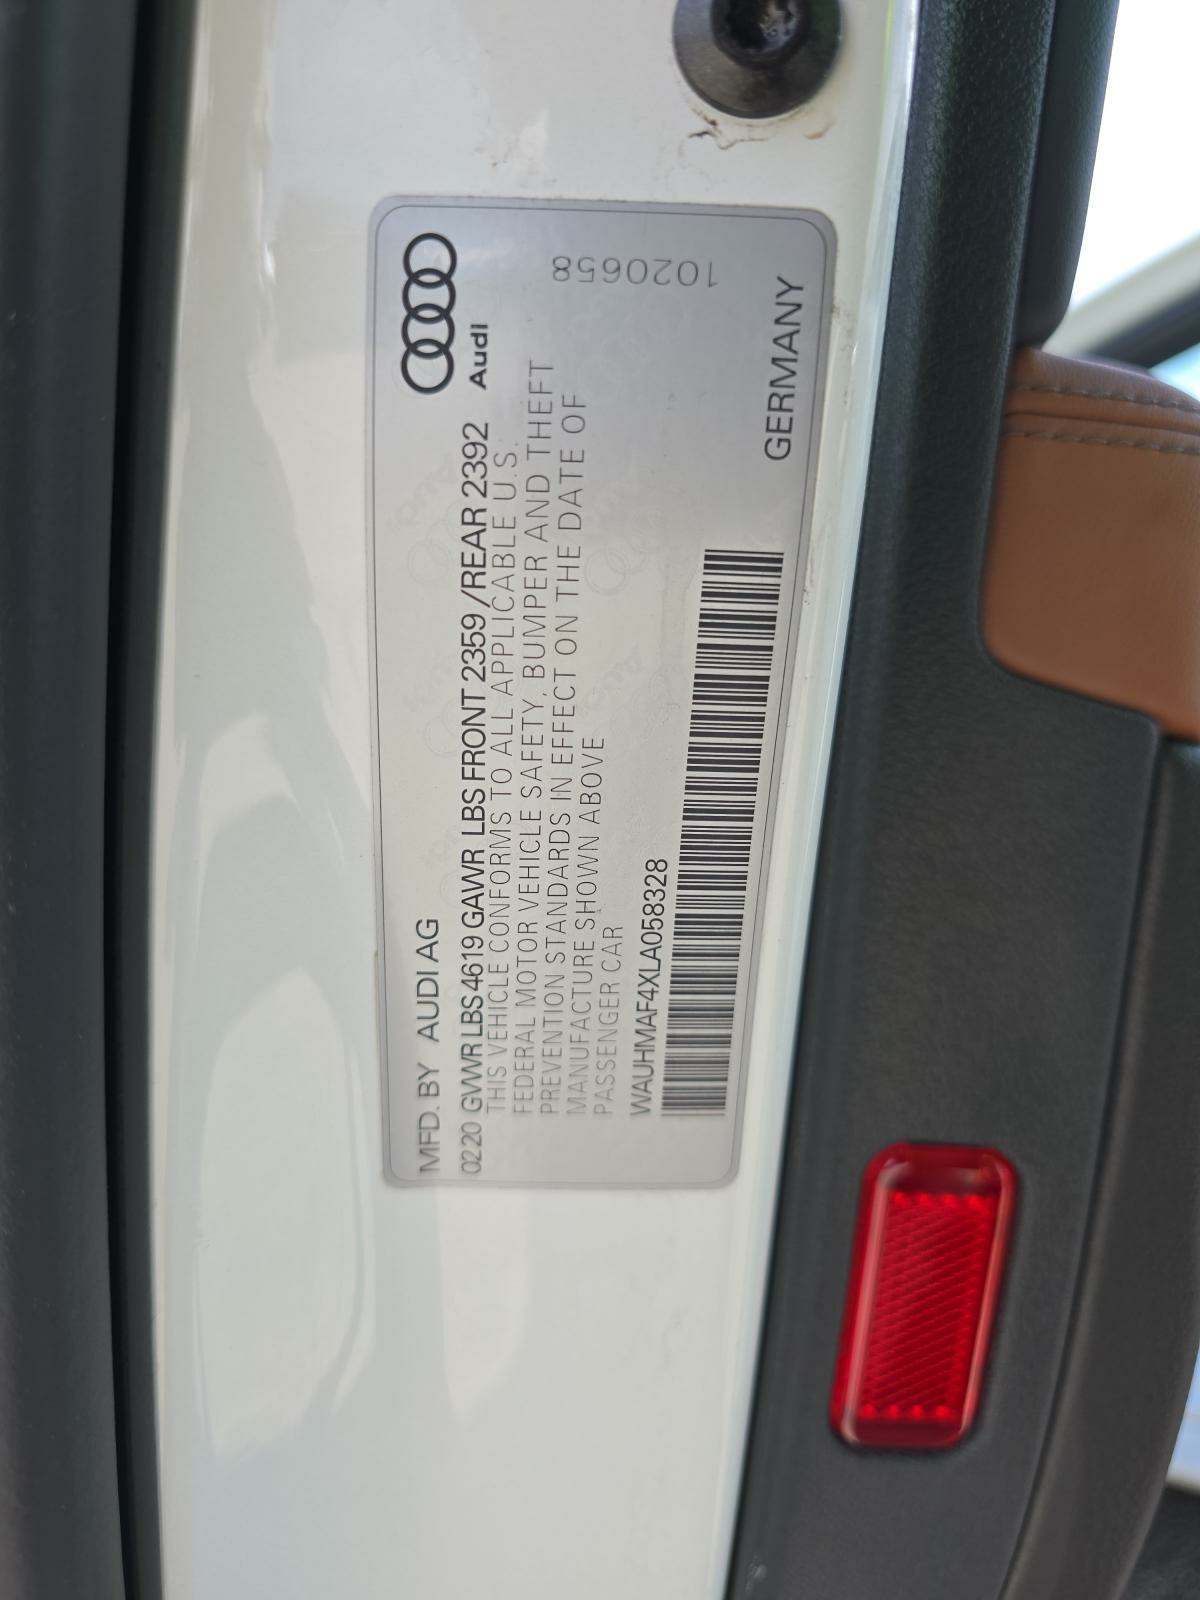 MFD. BY AUDI AG
Audi
02.20 GVWR LBS 4619 GAWR LBS FRONT 2359 /REAR 2392
THIS VEHICLE CONFORMS TO ALL APPLICABLE U.S.
FEDERAL MOTOR VEHICLE SAFETY, BUMPER AND THEFT
PREVENTION STANDARDS IN EFFECT ON THE DATE OF
MANUFACTURE SHOWN ABOVE
PASSENGER CAR
WAUHMAF4XLA058328
GERMANY
1020658